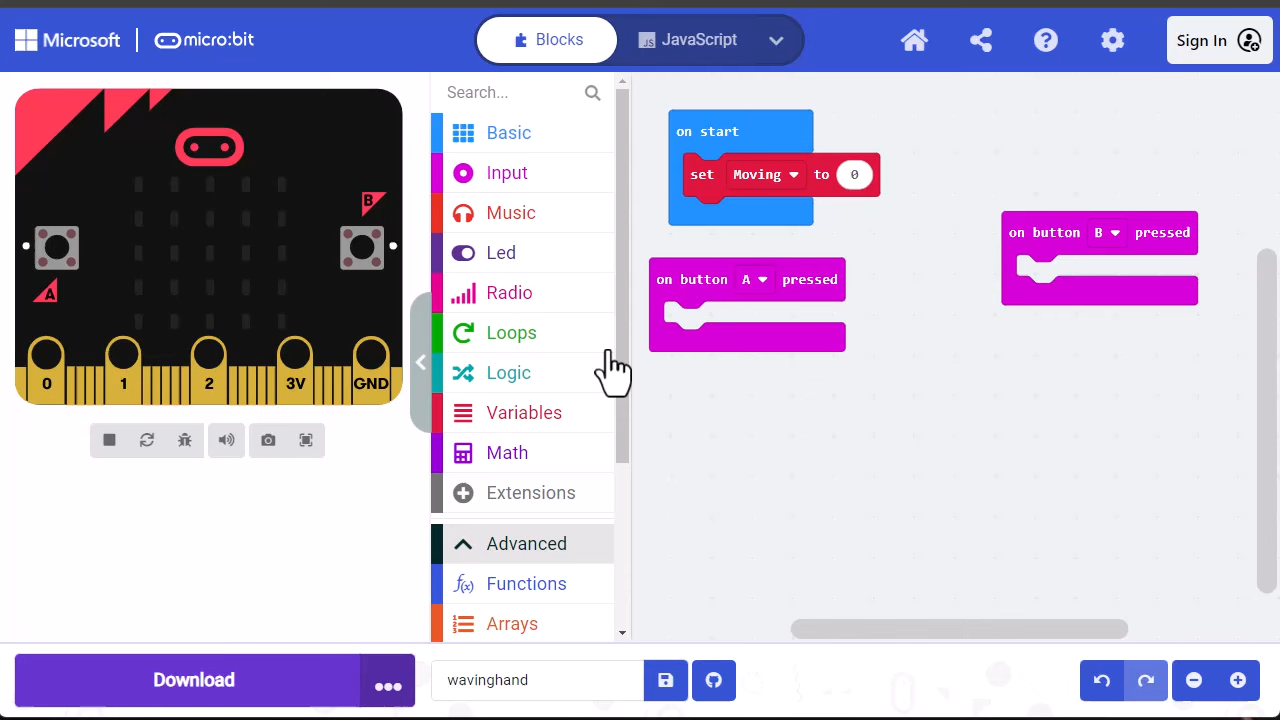 Microsoft
micro:bit
Blocks
JS JavaScript
Sign In
Search...
Basic
Input
Music
Led
Radio
Loops
Logic
Variables
Math
Extensions
Advanced
f(x) Functions
Arrays
B
A
0
1
2
3V
GND
on start
set Moving to 0
on button A pressed
on button B pressed
Download
wavinghand